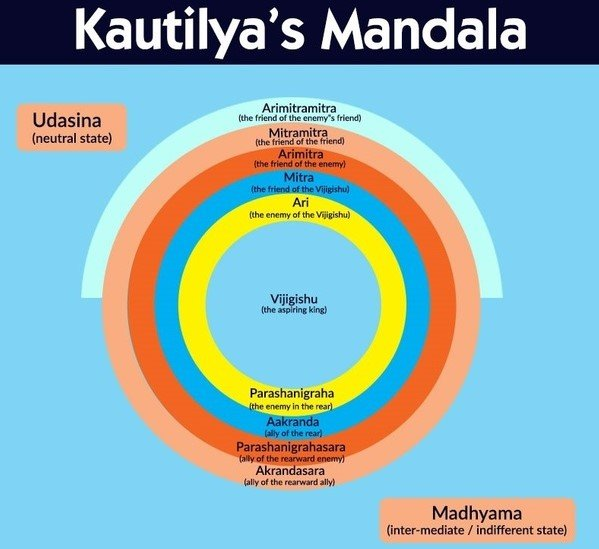 Kautilya's Mandala
Udasina
(neutral state)
Arimitramitra
(the friend of the enemy"s friend)
Mitramitra
(the friend of the friend)
Arimitra
(the friend of the enemy)
Mitra
(the friend of the Vijigishu)
Ari
(the enemy of the Vijigishu)
Vijigishu
(the aspiring king)
Parashanigraha
(the enemy in the rear)
Aakranda
(ally of the rear)
Parashanigrahasara
(ally of the rearward enemy)
Akrandasara
(ally of the rearward ally)
Madhyama
(inter-mediate / indifferent state)